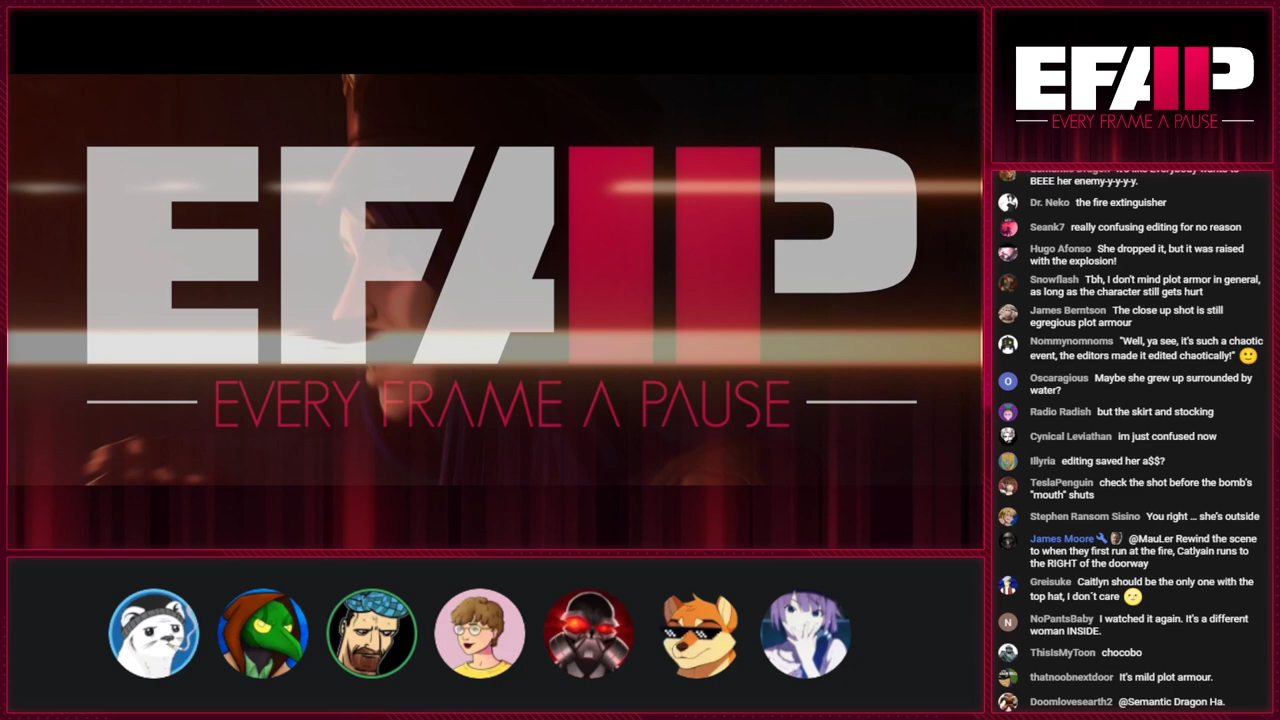 EFAP
EVERY FRAME A PAUSE
EFAP
EVERY FRAME A PAUSE
BEEE her enemy-y-y-y-y.
Dr. Neko the fire extinguisher
Seank7 really confusing editing for no reason
Hugo Afonso She dropped it, but it was raised
with the explosion!
Snowflash Tbh, I don't mind plot armor in general,
as long as the character still gets hurt
James Berntson The close up shot is still
egregious plot armour
Nommynomnoms "Well, ya see, it's such a chaotic
event, the editors made it edited chaotically!" 🙂
O
Oscaragious Maybe she grew up surrounded by
water?
Radio Radish but the skirt and stocking
Cynical Leviathan im just confused now
Illyria editing saved her a$$?
TeslaPenguin check the shot before the bomb's
"mouth" shuts
Stephen Ransom Sisino You right ... she's outside
James Moore @MauLer Rewind the scene
to when they first run at the fire, Catlyain runs to
the RIGHT of the doorway
Greisuke Caitlyn should be the only one with the
top hat, I don´t care
N
NoPantsBaby I watched it again. It's a different
woman INSIDE.
ThisIsMyToon chocobo
thatnoobnextdoor It's mild plot armour.
Doomlovesearth2 @Semantic Dragon Ha.